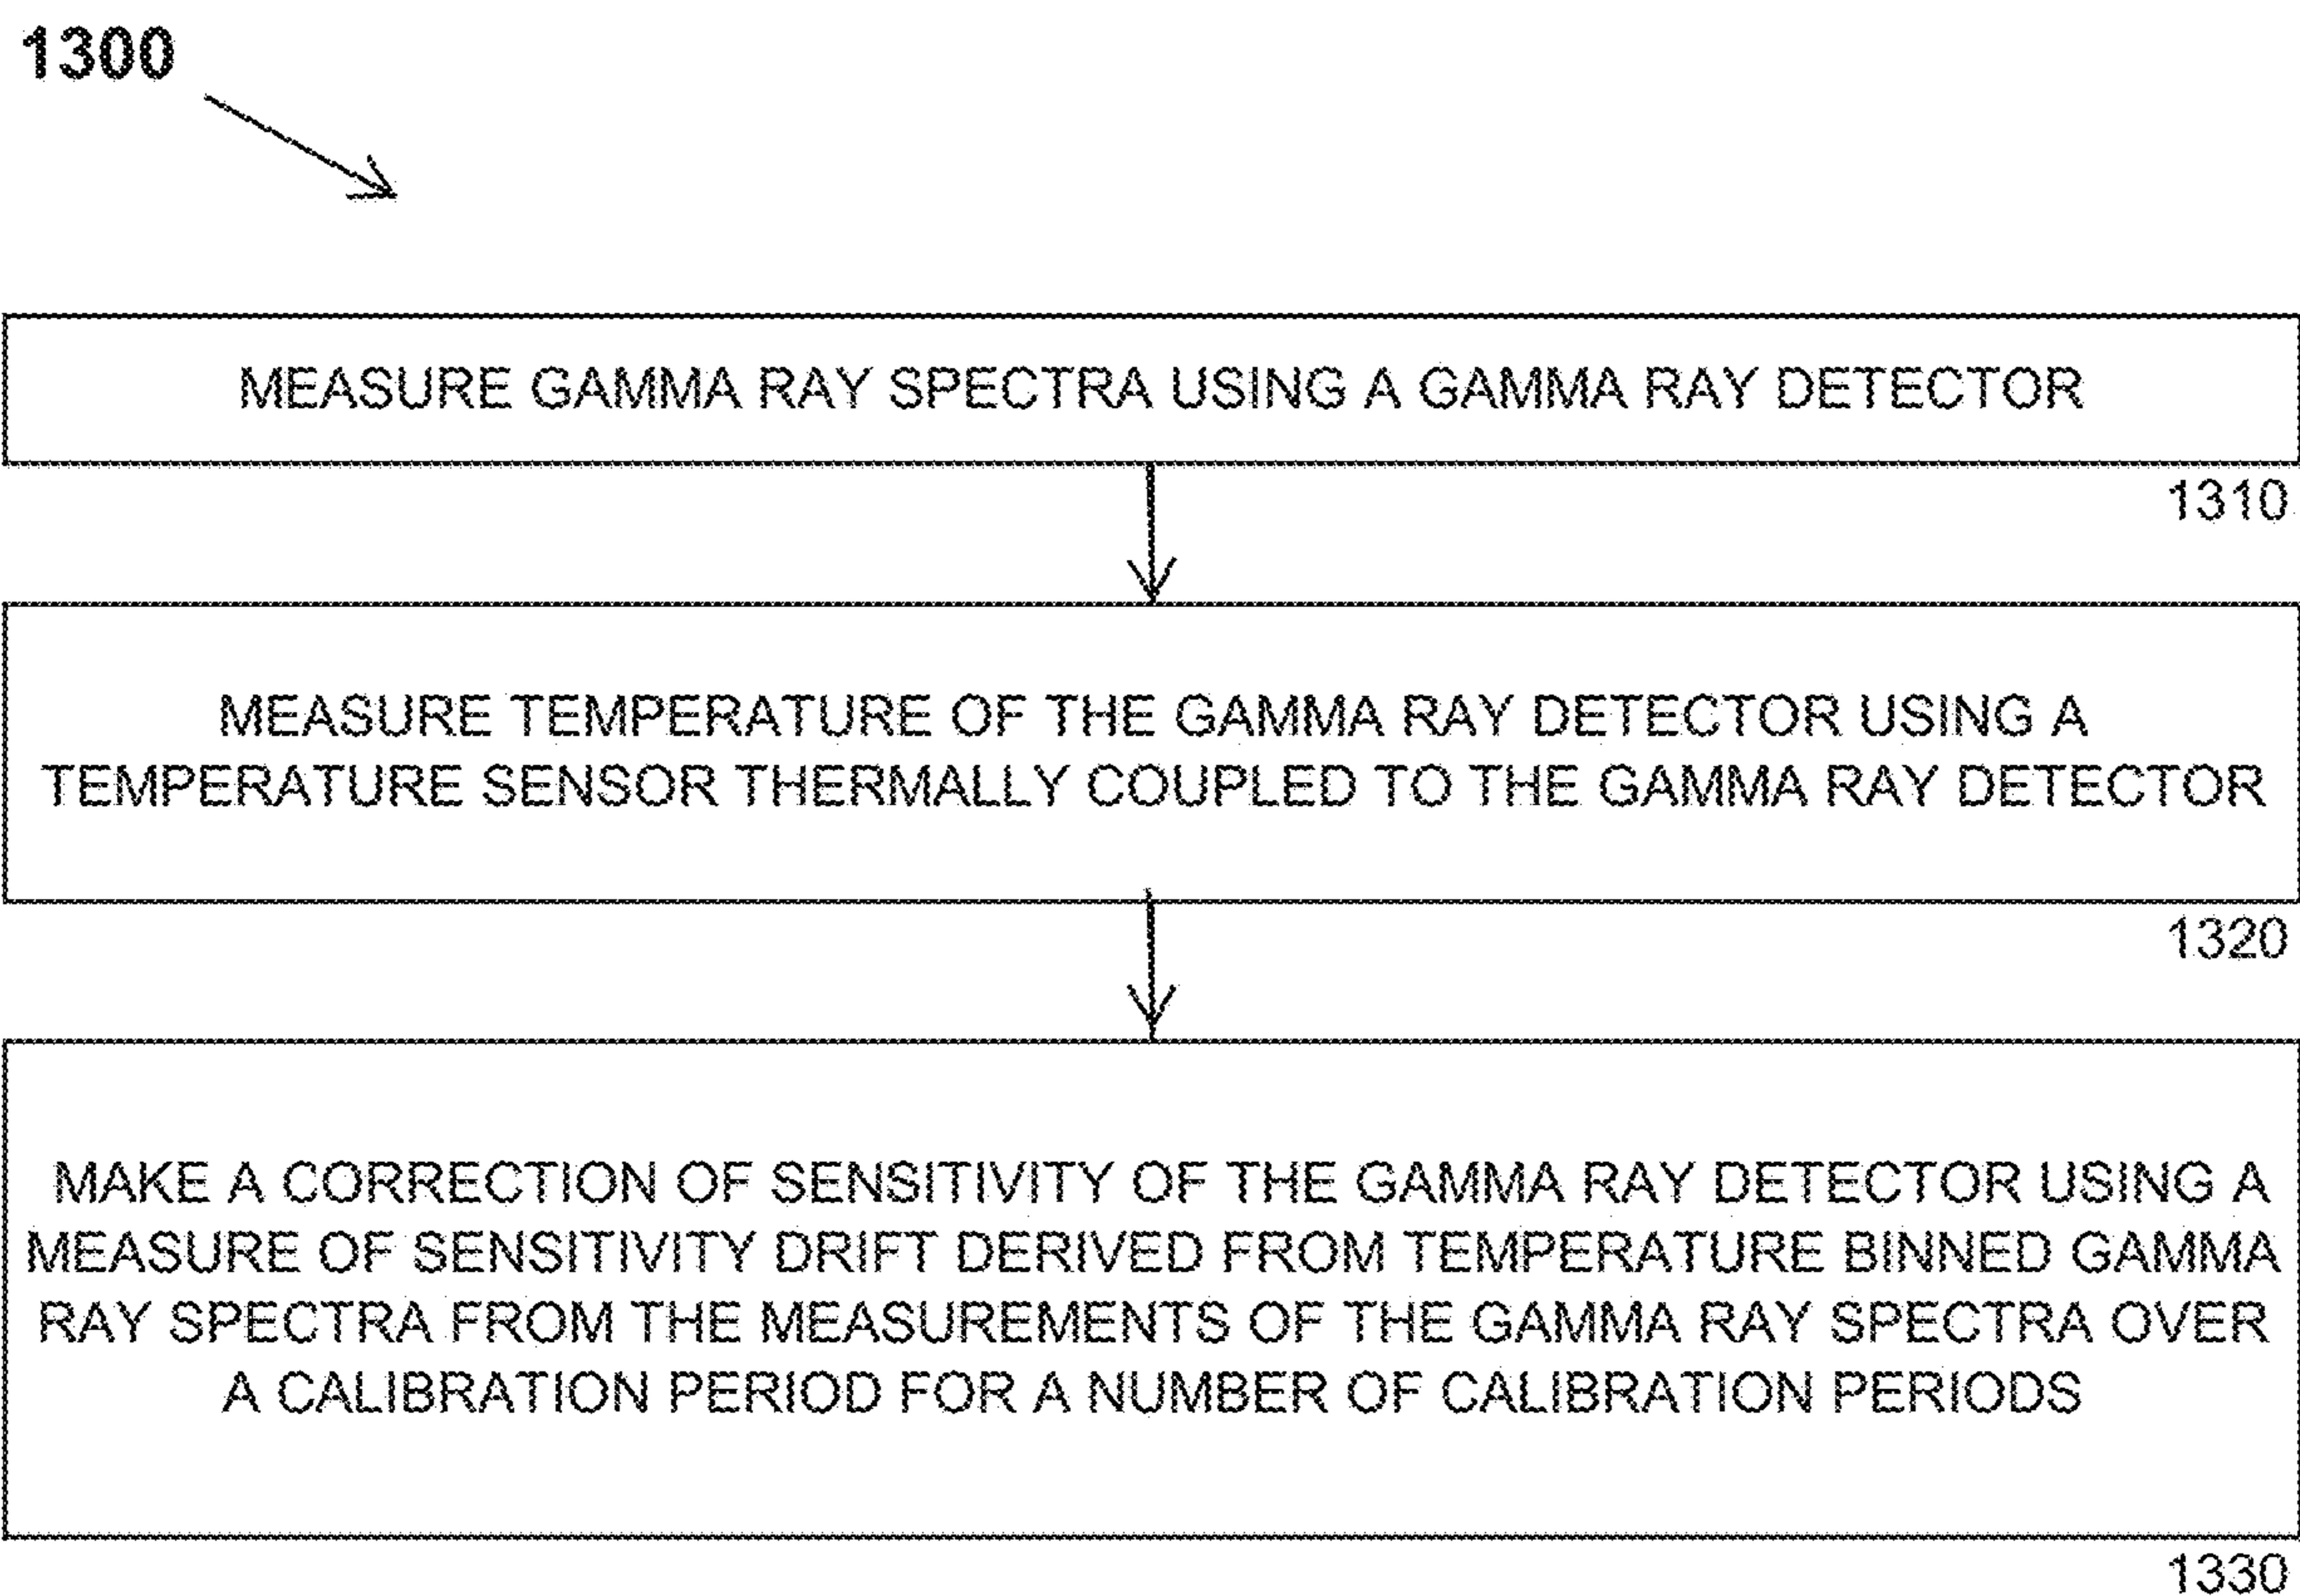 1300
MEASURE GAMMA RAY SPECTRA USING A GAMMA RAY DETECTOR
1310
MEASURE TEMPERATURE OF THE GAMMA RAY DETECTOR USING A
TEMPERATURE SENSOR THERMALLY COUPLED TO THE GAMMA RAY DETECTOR
1320
MAKE A CORRECTION OF SENSITIVITY OF THE GAMMA RAY DETECTOR USING A
MEASURE OF SENSITIVITY DRIFT DERIVED FROM TEMPERATURE BINNED GAMMA
RAY SPECTRA FROM THE MEASUREMENTS OF THE GAMMA RAY SPECTRA OVER
A CALIBRATION PERIOD FOR A NUMBER OF CALIBRATION PERIODS
1330